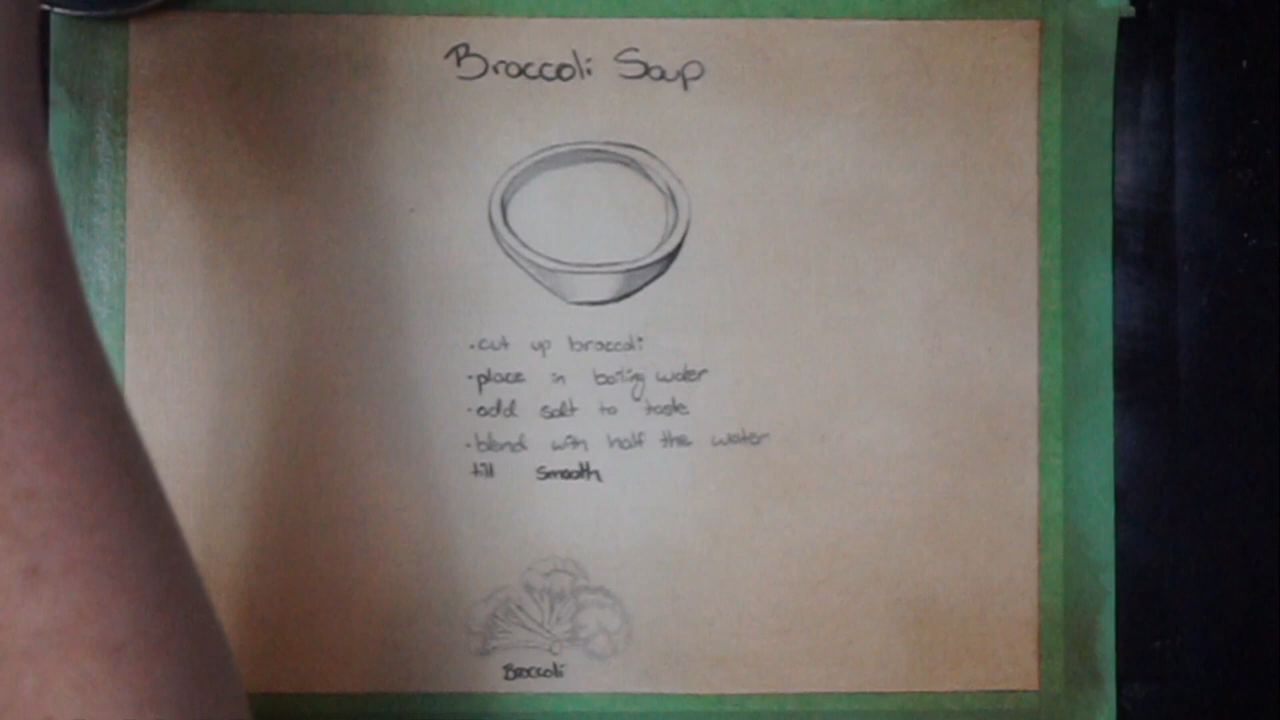 Broccoli Soup
.cut up broccoli
.place in boiling water
.add salt to taste
.blend with half the water
till smooth
Broccoli